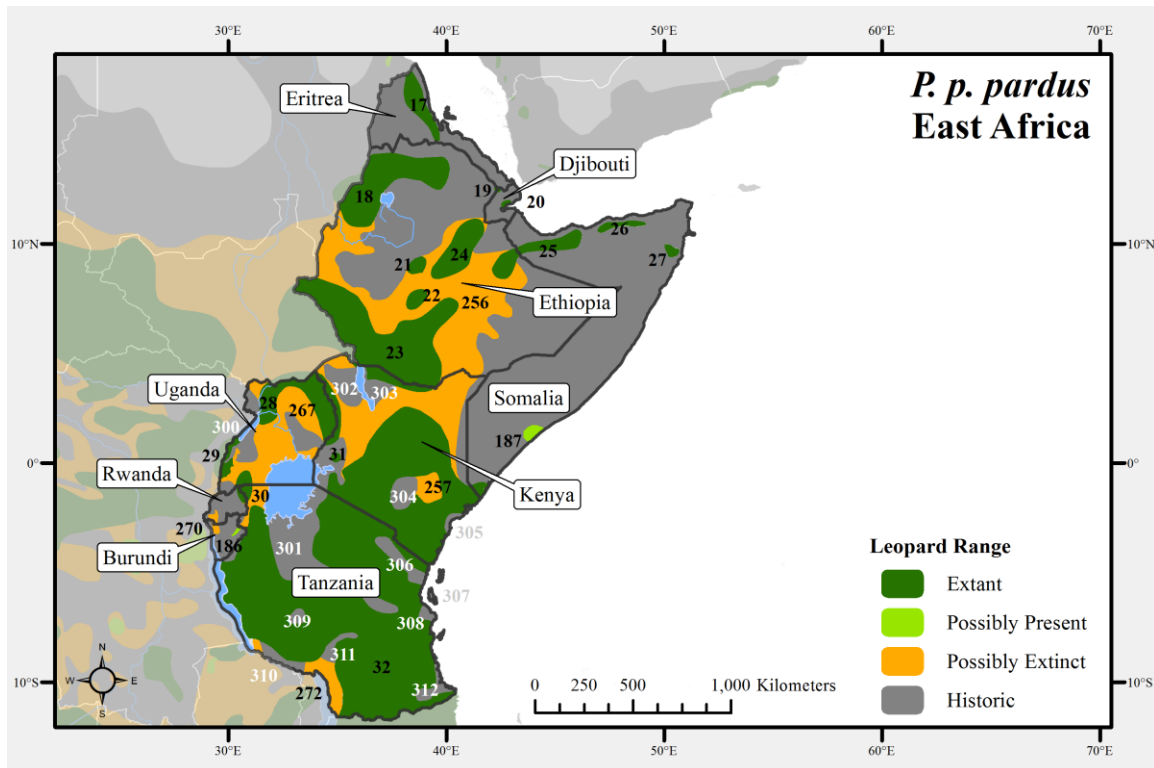 30°E 40°E 50°E 60°E 70°E
P. p. pardus
East Africa
Eritrea
17
Djibouti
18
19
20
10°N
10°N
26
25
27
24
21
22
256
Ethiopia
23
Uganda
302
303
Somalia
28
267
300
187
29
31
0°
0°
Rwanda
Kenya
30
304
257
270
305
Burundi
186
301
306
Tanzania
307
309
308
311
32
310
272
312
10°S
10°S
N
W
E
S
0 250 500 1,000 Kilometers
Leopard Range
Extant
Possibly Present
Possibly Extinct
Historic
30°E 40°E 50°E 60°E 70°E